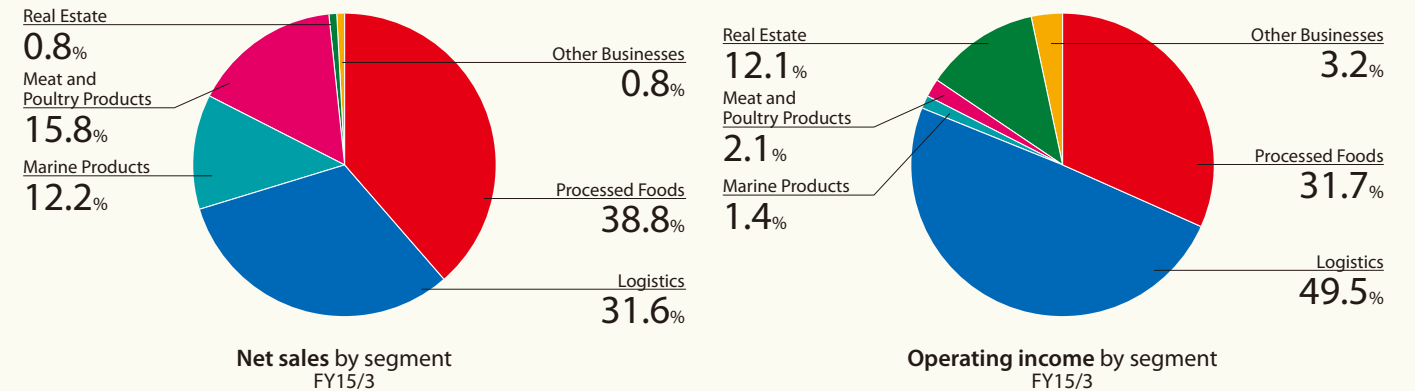 Real Estate
0.8%
Meat and
Poultry Products
15.8%
Marine Products
12.2%
Other Businesses
0.8%
Processed Foods
38.8%
Logistics
31.6%
Net sales by segment
FY15/3
Real Estate
12.1%
Meat and
Poultry Products
2.1%
Marine Products
1.4%
Other Businesses
3.2%
Processed Foods
31.7%
Logistics
49.5%
Operating income by segment
FY15/3